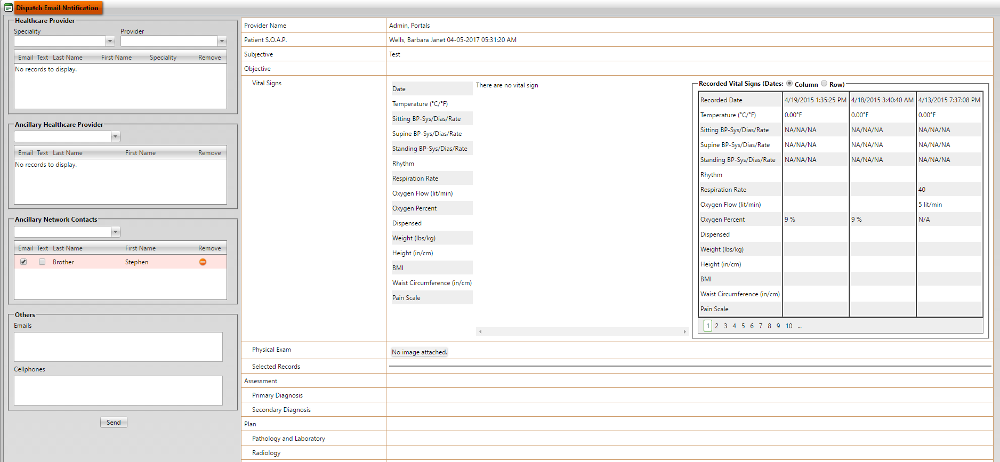 Dispatch Email Notification
Healthcare Provider
Speciality Provider
Email Text Last Name First Name Speciality Remove
No records to display.
Ancillary Healthcare Provider
Email Text Last Name First Name Remove
No records to display.
Ancillary Network Contacts
Email Text Last Name First Name Remove
Brother Stephen
Others
Emails
Cellphones
Send
Provider Name Admin, Portals
Patient S.O.A.P. Wells, Barbara Janet 04-05-2017 05:31:20 AM
Subjective Test
Objective
Vital Signs
Date
Temperature (°C/°F)
Sitting BP-Sys/Dias/Rate
Supine BP-Sys/Dias/Rate
Standing BP-Sys/Dias/Rate
Rhythm
Respiration Rate
Oxygen Flow (lit/min)
Oxygen Percent
Dispensed
Weight (lbs/kg)
Height (in/cm)
BMI
Waist Circumference (in/cm)
Pain Scale
There are no vital sign
Recorded Vital Signs (Dates: Column Row)
Recorded Date 4/19/2015 1:35:25 PM 4/18/2015 3:40:40 AM 4/13/2015 7:37:08 PM
Temperature (°C/°F) 0.00°F 0.00°F 0.00°F
Sitting BP-Sys/Dias/Rate NA/NA/NA NA/NA/NA NA/NA/NA
Supine BP-Sys/Dias/Rate NA/NA/NA NA/NA/NA NA/NA/NA
Standing BP-Sys/Dias/Rate NA/NA/NA NA/NA/NA NA/NA/NA
Rhythm
Respiration Rate 40
Oxygen Flow (lit/min) 5 lit/min
Oxygen Percent 9 % 9 % N/A
Dispensed
Weight (lbs/kg)
Height (in/cm)
BMI
Waist Circumference (in/cm)
Pain Scale
1 2 3 4 5 6 7 8 9 10 ...
Physical Exam No image attached.
Selected Records
Assessment
Primary Diagnosis
Secondary Diagnosis
Plan
Pathology and Laboratory
Radiology